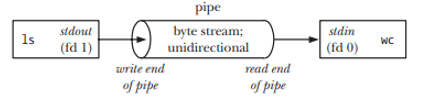 pipe
ls
stdout
(fd 1)
byte stream;
unidirectional
stdin
(fd 0)
wc
write end
of pipe
read end
of pipe